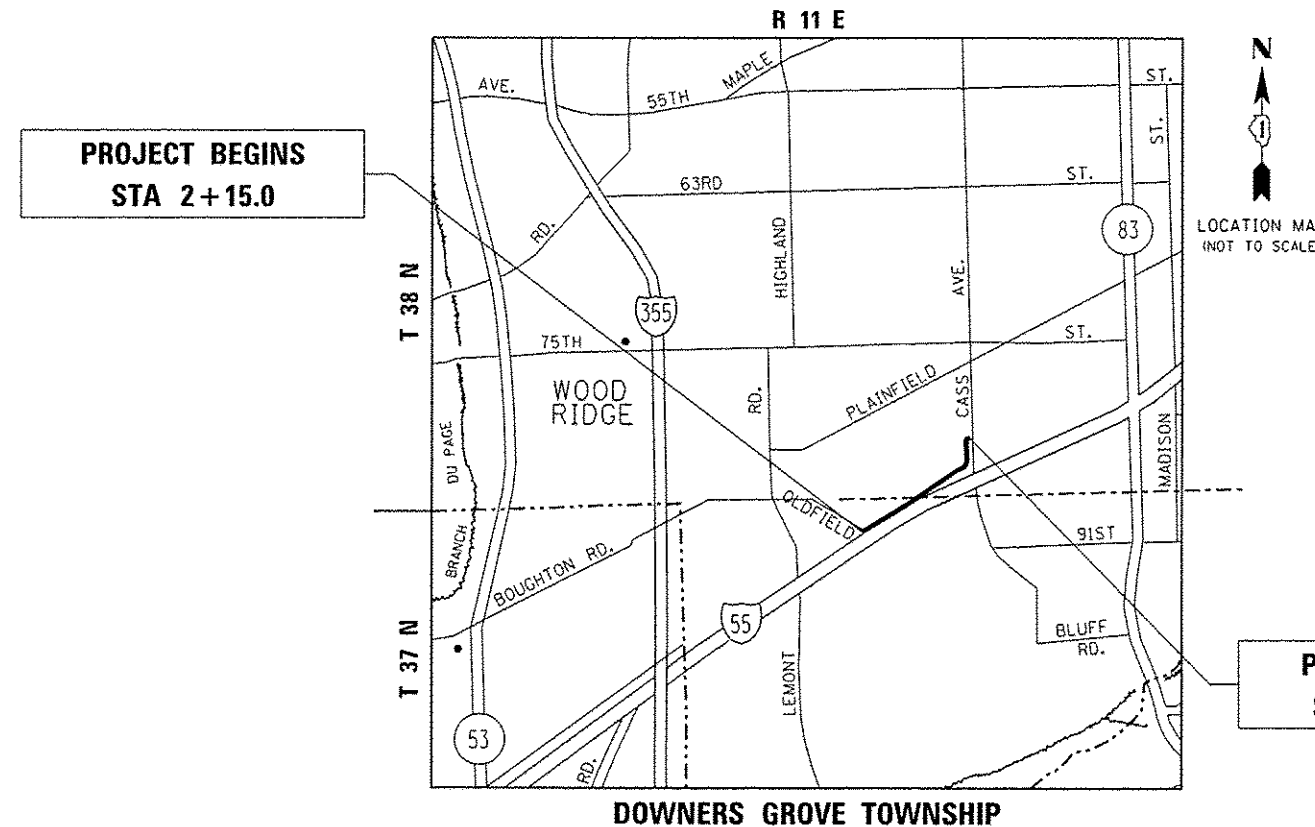 R 11 E
N
1
LOCATION MA
(NOT TO SCALE
PROJECT BEGINS
STA 2+15.0
AVE.
55TH
MAPLE
ST.
ST.
63RD
ST.
RD.
HIGHLAND
AVE.
83
T 38 N
355
75TH
ST.
WOOD
RIDGE
RD.
PLAINFIELD
CASS
MADISON
DU PAGE
BRANCH
OLDFIELD
BOUGHTON RD.
91ST
55
BLUFF
RD.
T 37 N
LEMONT
53
RD.
P
DOWNERS GROVE TOWNSHIP